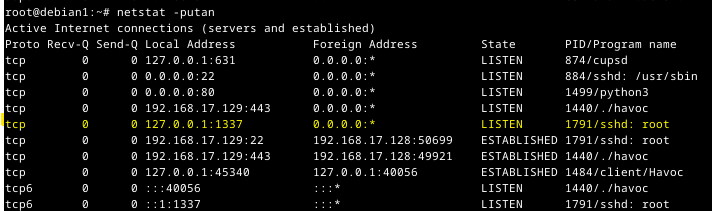 root@debian1:~# netstat -putan
Active Internet connections (servers and established)
Proto Recv-Q Send-Q Local Address Foreign Address State PID/Program name
tcp 0 0 127.0.0.1:631 0.0.0.0:* LISTEN 874/cupsd
tcp 0 0 0.0.0.0:22 0.0.0.0:* LISTEN 884/sshd: /usr/sbin
tcp 0 0 0.0.0.0:80 0.0.0.0:* LISTEN 1499/python3
tcp 0 0 192.168.17.129:443 0.0.0.0:* LISTEN 1440/./havoc
tcp 0 0 127.0.0.1:1337 0.0.0.0:* LISTEN 1791/sshd: root
tcp 0 0 192.168.17.129:22 192.168.17.128:50699 ESTABLISHED 1791/sshd: root
tcp 0 0 192.168.17.129:443 192.168.17.128:49921 ESTABLISHED 1440/./havoc
tcp 0 0 127.0.0.1:45340 127.0.0.1:40056 ESTABLISHED 1484/client/Havoc
tcp6 0 0 :::40056 :::* LISTEN 1440/./havoc
tcp6 0 0 ::1:1337 :::* LISTEN 1791/sshd: root